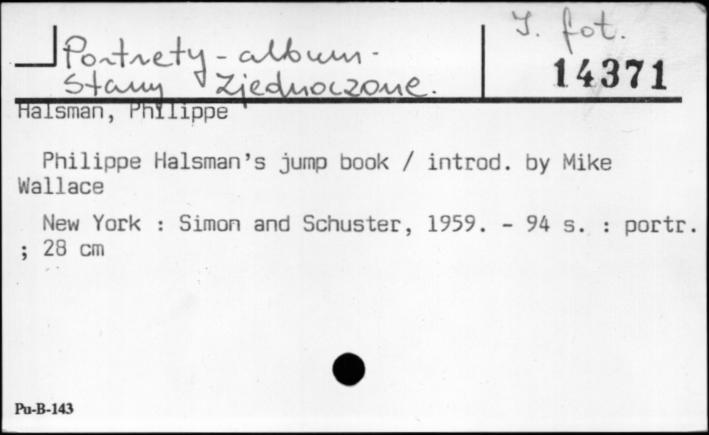 I. fot.
14371
Portrety - album -
Stany Zjednoczone.
Halsman, Philippe
Philippe Halsman's jump book / introd. by Mike
Wallace
New York : Simon and Schuster, 1959. - 94 s. : portr.
; 28 cm
Pu-B-143